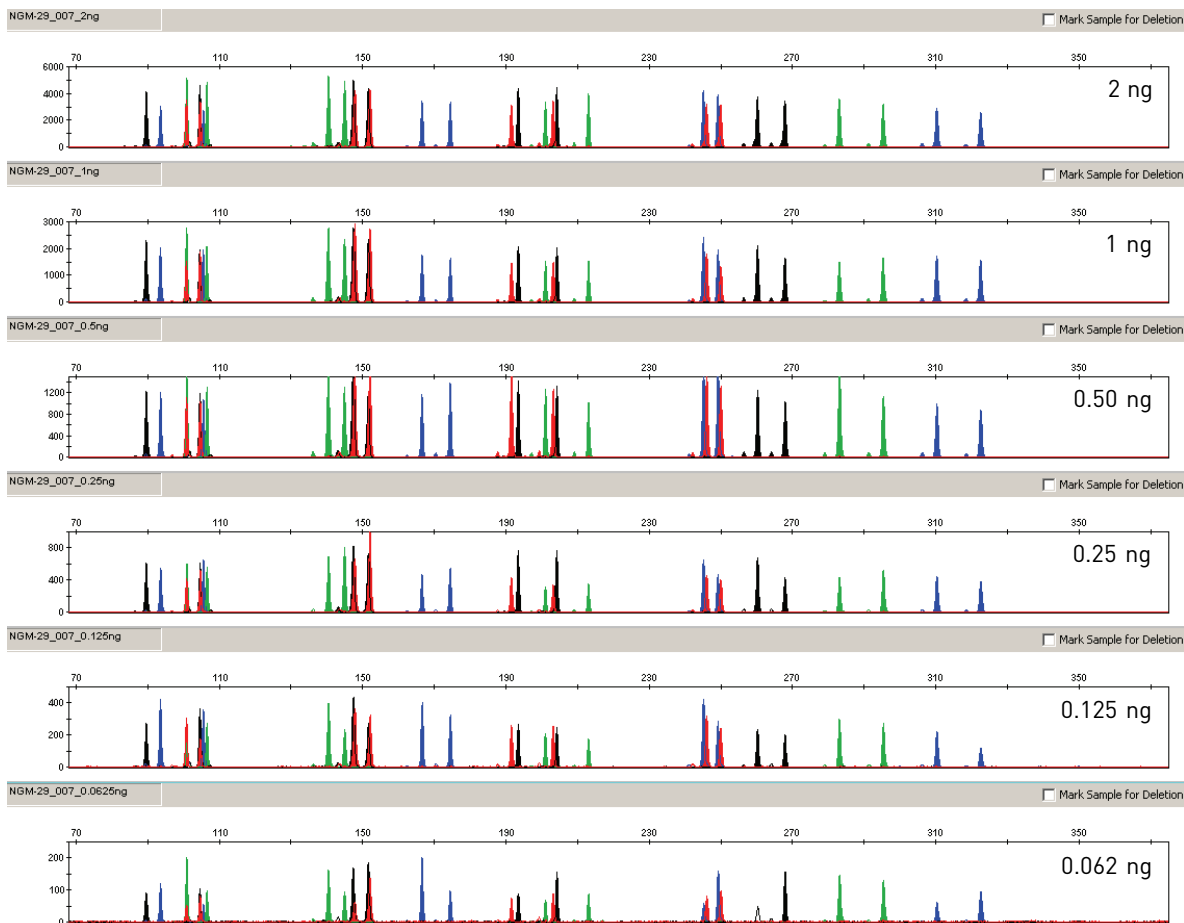 NGM-29_007_2ng Mark Sample for Deletion
70 110 150 190 230 270 310 350
6000
4000
2000
0
2 ng
NGM-29_007_1ng Mark Sample for Deletion
70 110 150 190 230 270 310 350
3000
2000
1000
0
1 ng
NGM-29_007_0.5ng Mark Sample for Deletion
70 110 150 190 230 270 310 350
1200
800
400
0
0.50 ng
NGM-29_007_0.25ng Mark Sample for Deletion
70 110 150 190 230 270 310 350
800
400
0
0.25 ng
NGM-29_007_0.125ng Mark Sample for Deletion
70 110 150 190 230 270 310 350
400
200
0
0.125 ng
NGM-29_007_0.0625ng Mark Sample for Deletion
70 110 150 190 230 270 310 350
200
100
0
0.062 ng